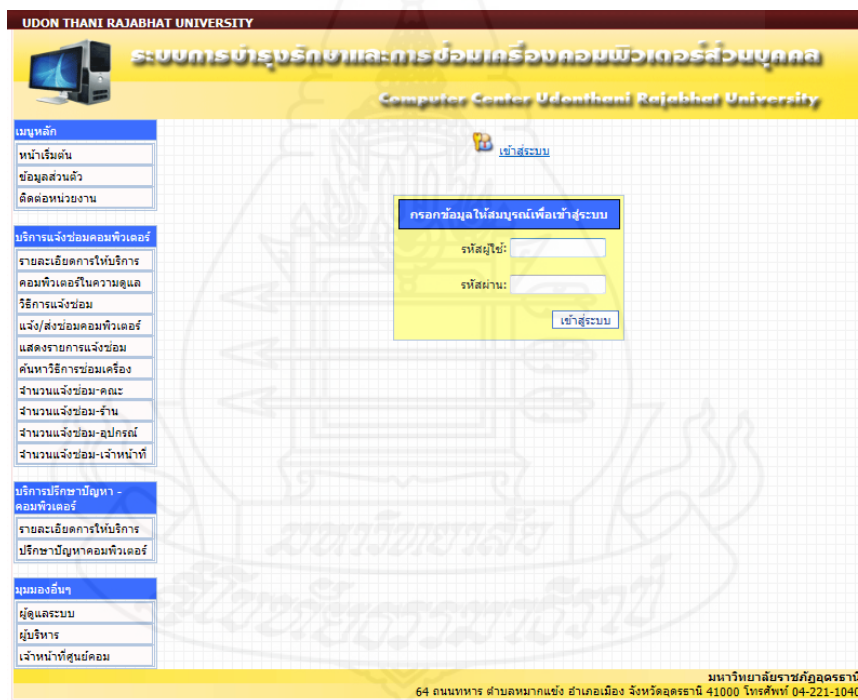 UDON THANI RAJABHAT UNIVERSITY
ระบบการบำรุงรักษาและการซ่อมเครื่องคอมพิวเตอร์ส่วนบุคคล
Computer Center Udonthani Rajabhat University
เมนูหลัก
หน้าเริ่มต้น
ข้อมูลส่วนตัว
ติดต่อหน่วยงาน
บริการแจ้งซ่อมคอมพิวเตอร์
รายละเอียดการให้บริการ
คอมพิวเตอร์ในความดูแล
วิธีการแจ้งซ่อม
แจ้ง/ส่งซ่อมคอมพิวเตอร์
แสดงรายการแจ้งซ่อม
ค้นหาวิธีการซ่อมเครื่อง
จำนวนแจ้งซ่อม-คณะ
จำนวนแจ้งซ่อม-ร้าน
จำนวนแจ้งซ่อม-อุปกรณ์
จำนวนแจ้งซ่อม-เจ้าหน้าที่
บริการปรึกษาปัญหา -
คอมพิวเตอร์
รายละเอียดการให้บริการ
ปรึกษาปัญหาคอมพิวเตอร์
มุมมองอื่นๆ
ผู้ดูแลระบบ
ผู้บริหาร
เจ้าหน้าที่ศูนย์คอม
เข้าสู่ระบบ
กรอกข้อมูลให้สมบูรณ์เพื่อเข้าสู่ระบบ
รหัสผู้ใช้:
รหัสผ่าน:
เข้าสู่ระบบ
มหาวิทยาลัยสุโขทัยธรรมาธิราช
มหาวิทยาลัยราชภัฏอุดรธานี
64 ถนนทหาร ตำบลหมากแข้ง อำเภอเมือง จังหวัดอุดรธานี 41000 โทรศัพท์ 04-221-1040